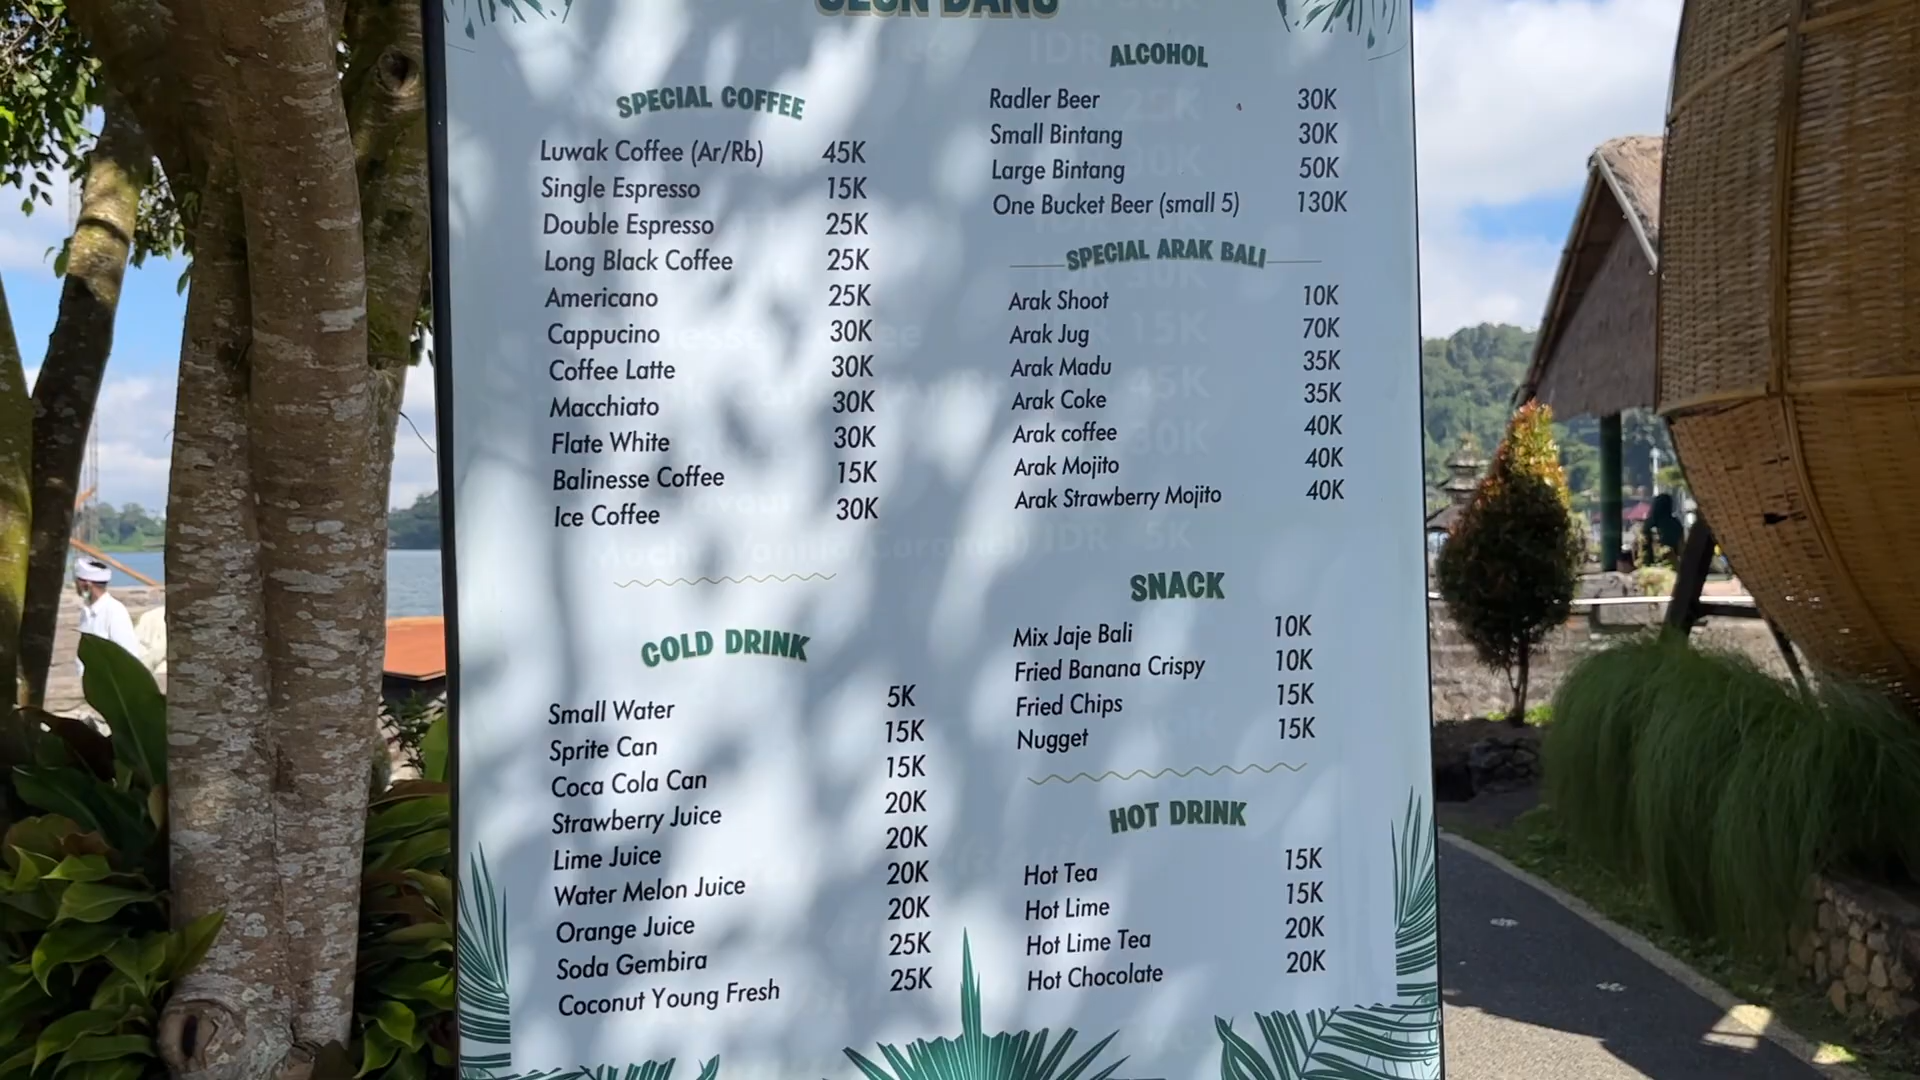 ULUN DANU
SPECIAL COFFEE
Luwak Coffee (Ar/Rb) 45K
Single Espresso 15K
Double Espresso 25K
Long Black Coffee 25K
Americano 25K
Cappucino 30K
Coffee Latte 30K
Macchiato 30K
Flate White 30K
Balinesse Coffee 15K
Ice Coffee 30K
COLD DRINK
Small Water 5K
Sprite Can 15K
Coca Cola Can 15K
Strawberry Juice 20K
Lime Juice 20K
Water Melon Juice 20K
Orange Juice 20K
Soda Gembira 25K
Coconut Young Fresh 25K
ALCOHOL
Radler Beer 30K
Small Bintang 30K
Large Bintang 50K
One Bucket Beer (small 5) 130K
SPECIAL ARAK BALI
Arak Shoot 10K
Arak Jug 70K
Arak Madu 35K
Arak Coke 35K
Arak coffee 40K
Arak Mojito 40K
Arak Strawberry Mojito 40K
SNACK
Mix Jaje Bali 10K
Fried Banana Crispy 10K
Fried Chips 15K
Nugget 15K
HOT DRINK
Hot Tea 15K
Hot Lime 15K
Hot Lime Tea 20K
Hot Chocolate 20K